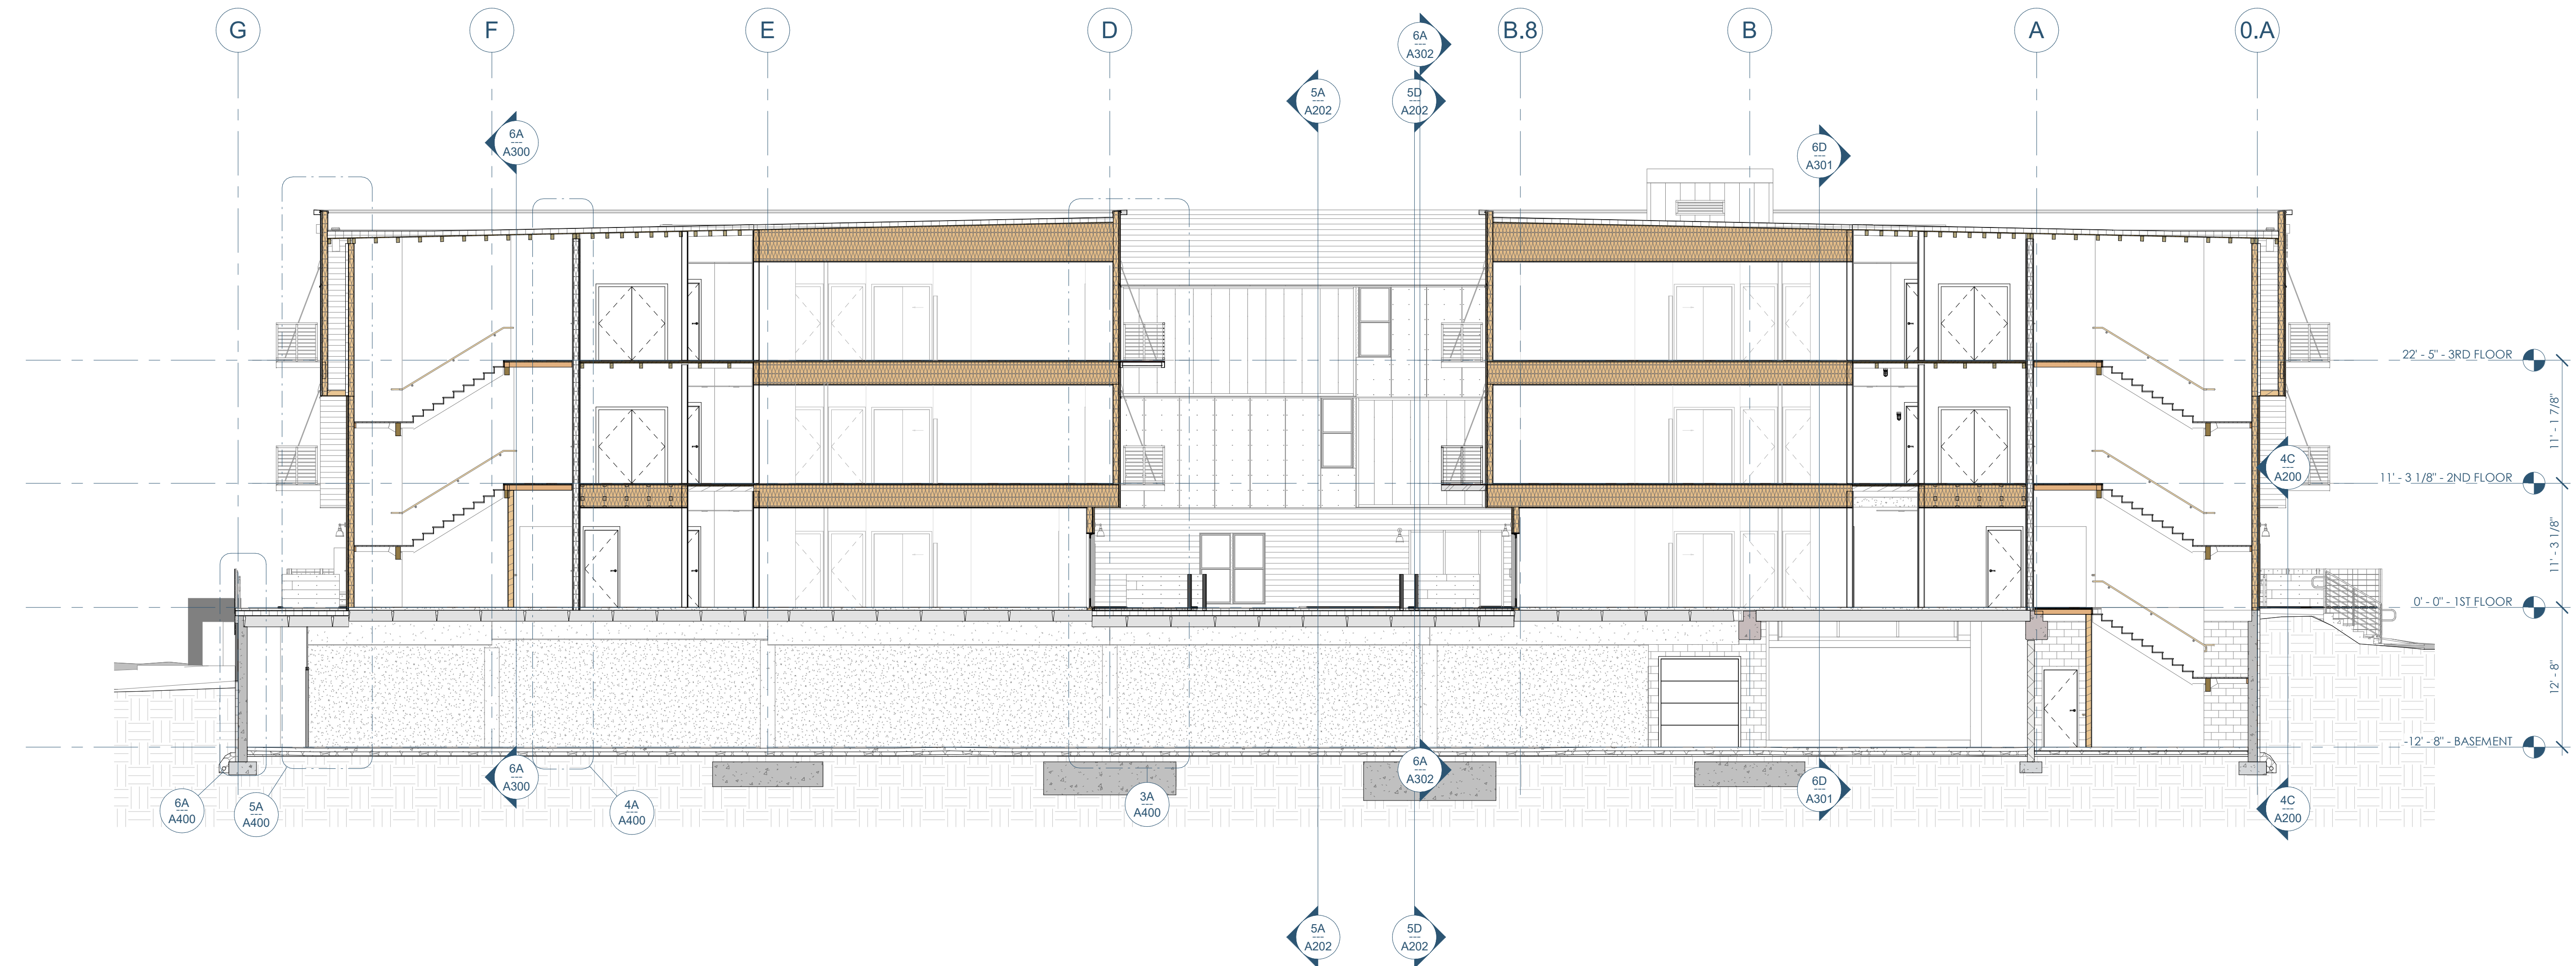 G
F
E
D
B.8
B
A
0.A
6A
---
A302
5A
---
A202
5D
---
A202
6A
---
A300
6D
---
A301
22' - 5" - 3RD FLOOR
11' - 1 7/8"
4C
---
A200
11' - 3 1/8" - 2ND FLOOR
11' - 3 1/8"
0' - 0" - 1ST FLOOR
12' - 8"
-12' - 8" - BASEMENT
6A
---
A300
6A
---
A302
6D
---
A301
6A
---
A400
5A
---
A400
4A
---
A400
3A
---
A400
4C
---
A200
5A
---
A202
5D
---
A202